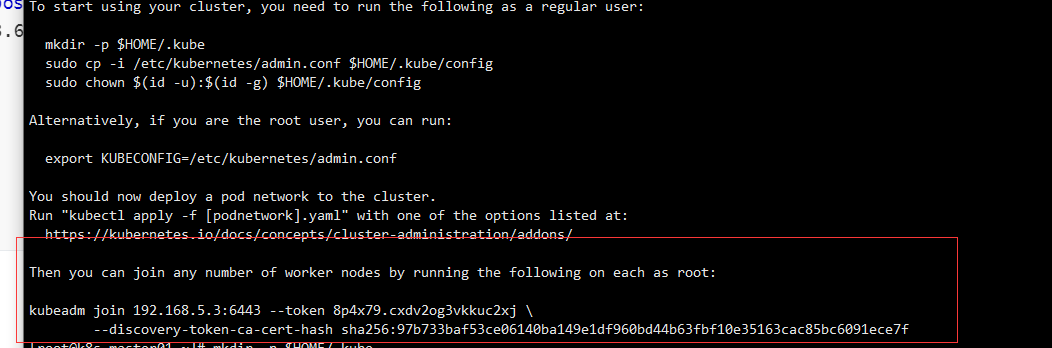 To start using your cluster, you need to run the following as a regular user:
mkdir -p $HOME/.kube
sudo cp -i /etc/kubernetes/admin.conf $HOME/.kube/config
sudo chown $(id -u):$(id -g) $HOME/.kube/config
Alternatively, if you are the root user, you can run:
export KUBECONFIG=/etc/kubernetes/admin.conf
You should now deploy a pod network to the cluster.
Run "kubectl apply -f [podnetwork].yaml" with one of the options listed at:
https://kubernetes.io/docs/concepts/cluster-administration/addons/
Then you can join any number of worker nodes by running the following on each as root:
kubeadm join 192.168.5.3:6443 --token 8p4x79.cxdv2og3vkkuc2xj \
--discovery-token-ca-cert-hash sha256:97b733baf53ce06140ba149e1df960bd44b63fbf10e35163cac85bc6091ece7f
[root@k8s-master01 ~]# mkdir -p $HOME/.kube